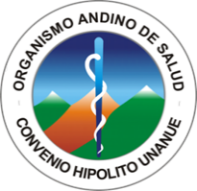 ORGANISMO ANDINO DE SALUD
CONVENIO HIPOLITO UNANUE